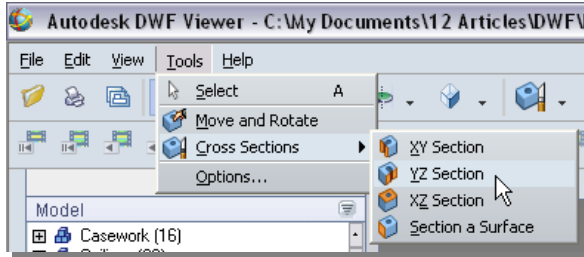 Autodesk DWF Viewer - C:\My Documents\12 Articles\DWF\
File Edit View Tools Help
Select A
Move and Rotate
Cross Sections
Options...
XY Section
YZ Section
XZ Section
Section a Surface
Model
Casework (16)